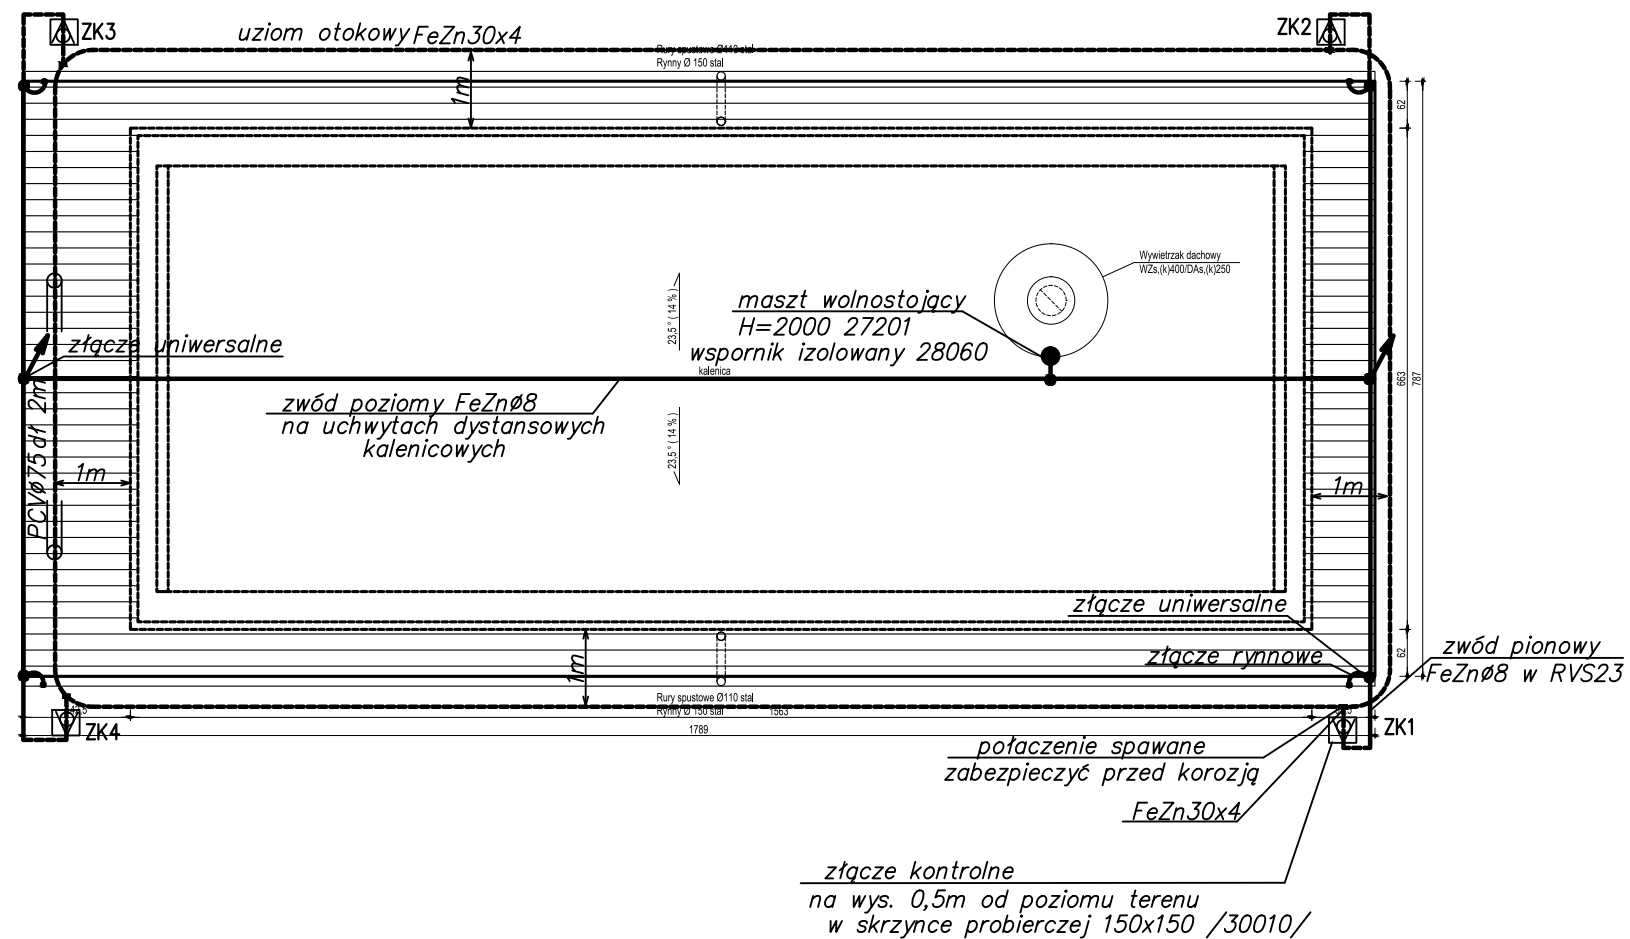 ZK3
uziom otokowy FeZn30x4
ZK2
Rury spustowe Ø110 stal
Rynny Ø 150 stal
1m
62
Wywietrzak dachowy
WZs,(k)400/DAs,(k)250
23,5 ° ( 14 % )
maszt wolnostojący
H=2000 27201
wspornik izolowany 28060
złącze uniwersalne
kalenica
663
787
zwód poziomy FeZnø8
na uchwytach dystansowych
kalenicowych
23,5 ° ( 14 % )
PCVø75 dł 2m
1m
1m
złącze uniwersalne
złącze rynnowe
62
zwód pionowy
FeZnø8 w RVS23
1m
Rury spustowe Ø110 stal
Rynny Ø 150 stal
1563
1789
ZK4
ZK1
połaczenie spawane
zabezpieczyć przed korozją
FeZn30x4
złącze kontrolne
na wys. 0,5m od poziomu terenu
w skrzynce probierczej 150x150 /30010/